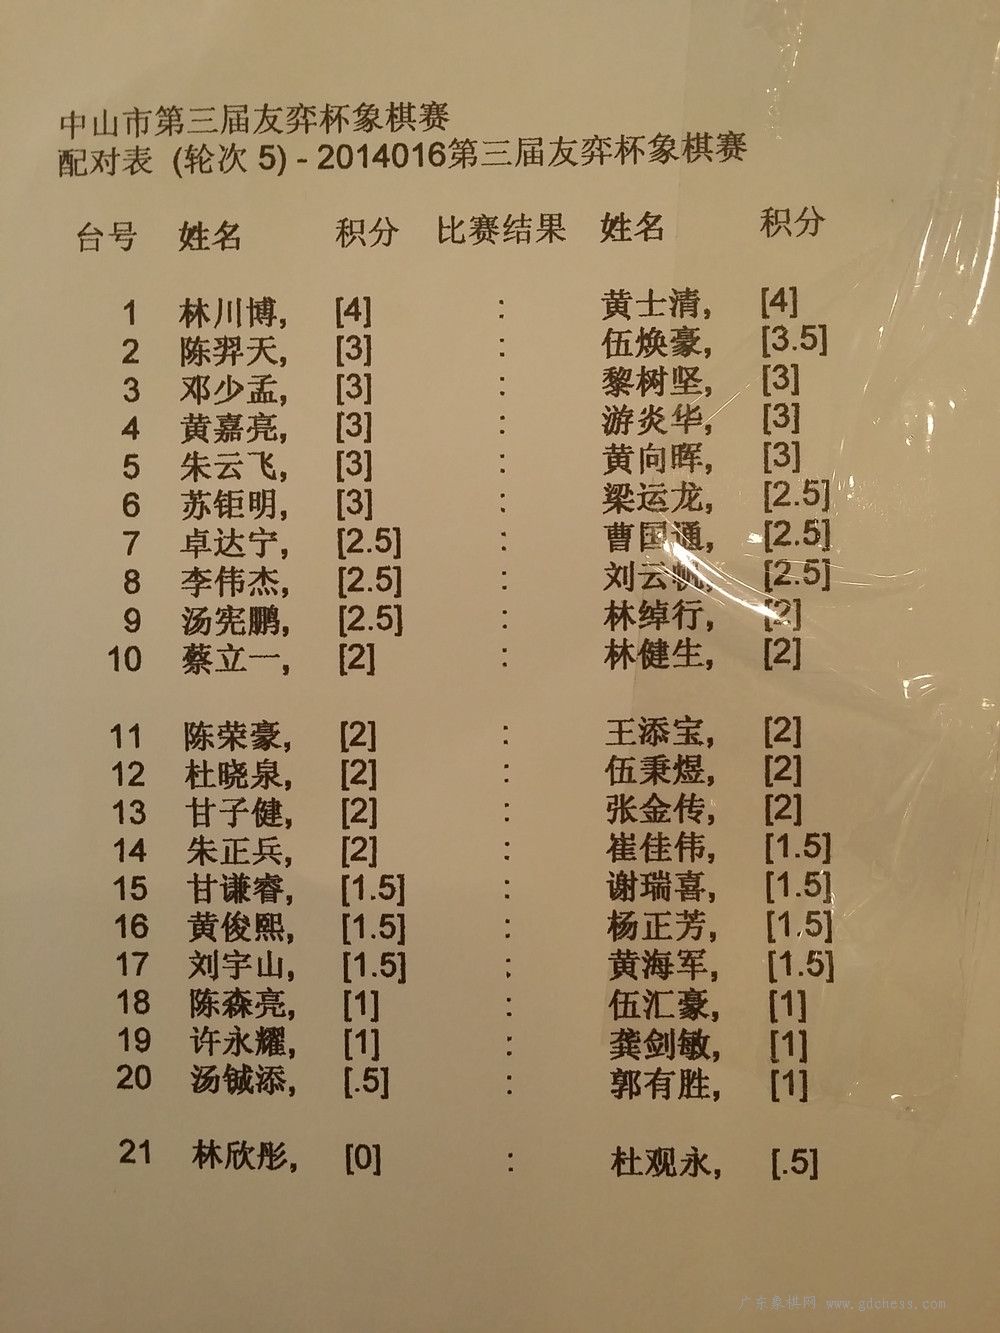 中山市第三届友弈杯象棋赛
配对表 (轮次 5) - 2014016第三届友弈杯象棋赛
台号 姓名 积分 比赛结果 姓名 积分
1 林川博, [4] : 黄士清, [4]
2 陈羿天, [3] : 伍焕豪, [3.5]
3 邓少孟, [3] : 黎树坚, [3]
4 黄嘉亮, [3] : 游炎华, [3]
5 朱云飞, [3] : 黄向晖, [3]
6 苏钜明, [3] : 梁运龙, [2.5]
7 卓达宁, [2.5] : 曹国通, [2.5]
8 李伟杰, [2.5] : 刘云帆, [2.5]
9 汤宪鹏, [2.5] : 林绰行, [2]
10 蔡立一, [2] : 林健生, [2]
11 陈荣豪, [2] : 王添宝, [2]
12 杜晓泉, [2] : 伍秉煜, [2]
13 甘子健, [2] : 张金传, [2]
14 朱正兵, [2] : 崔佳伟, [1.5]
15 甘谦睿, [1.5] : 谢瑞喜, [1.5]
16 黄俊熙, [1.5] : 杨正芳, [1.5]
17 刘宇山, [1.5] : 黄海军, [1.5]
18 陈森亮, [1] : 伍汇豪, [1]
19 许永耀, [1] : 龚剑敏, [1]
20 汤铖添, [.5] : 郭有胜, [1]
21 林欣彤, [0] : 杜观永, [.5]
广东象棋网 www.gdchess.com